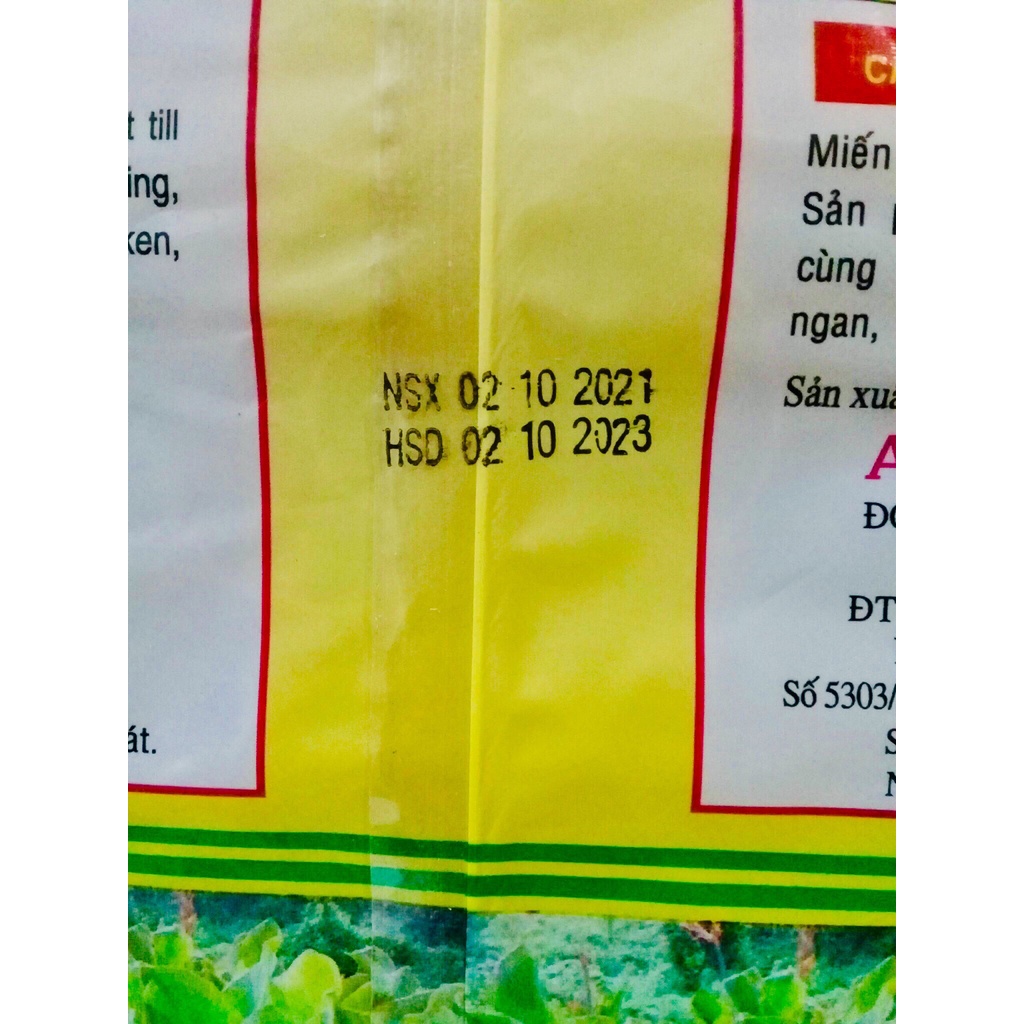 till
ing,
ken,
át.
NSX 02 10 2021
HSD 02 10 2023
Miến
Sản
cùng
ngan,
Sản xuấ
ĐT
Số 5303/